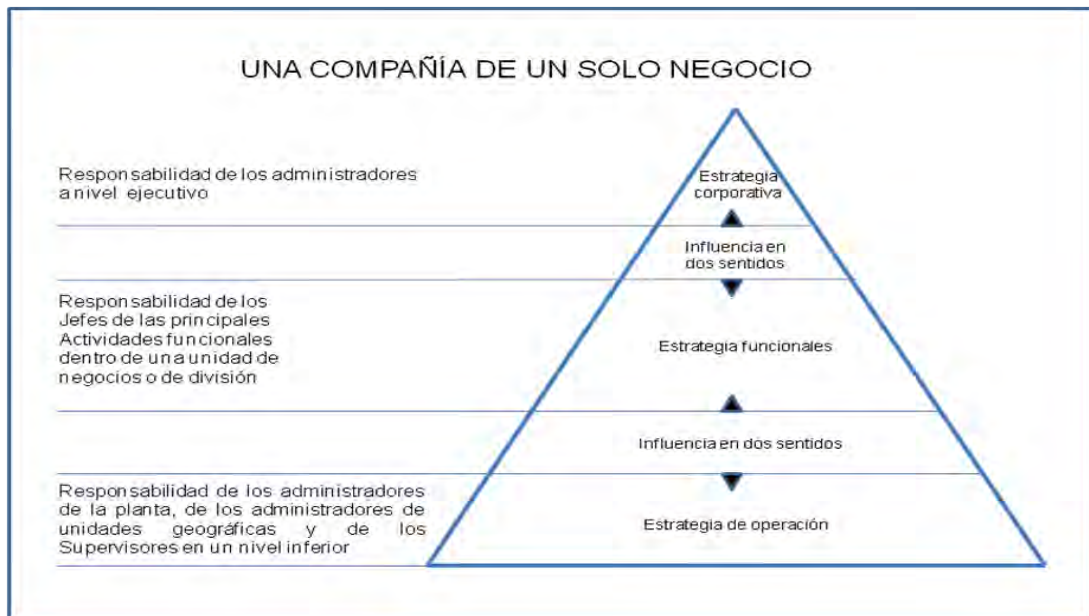 UNA COMPAÑÍA DE UN SOLO NEGOCIO
Responsabilidad de los administradores
a nivel ejecutivo
Estrategia
corporativa
Influencia en
dos sentidos
Responsabilidad de los
Jefes de las principales
Actividades funcionales
dentro de una unidad de
negocios o de división
Estrategia funcionales
Influencia en dos sentidos
Responsabilidad de los administradores
de la planta, de los administradores de
unidades geográficas y de los
Supervisores en un nivel inferior
Estrategia de operación